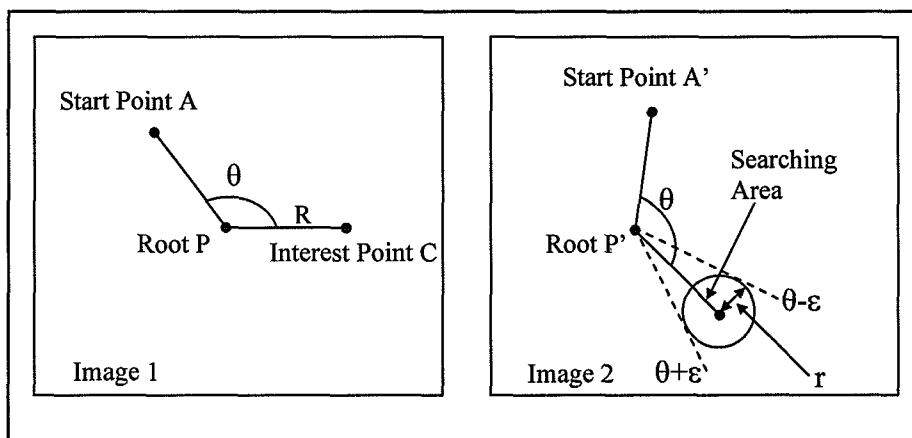 Start Point A
θ
R
Root P
Interest Point C
Image 1
Start Point A’
Searching
Area
θ
Root P’
θ-ε
θ+ε
r
Image 2